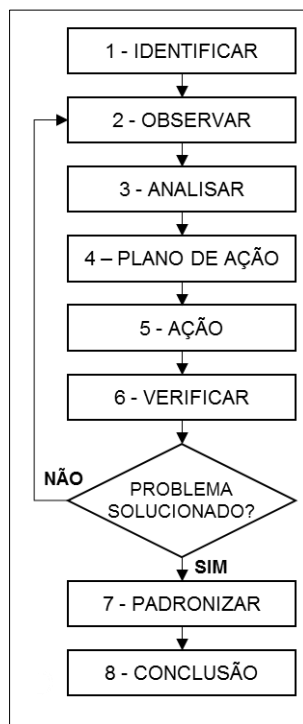 1 - IDENTIFICAR
2 - OBSERVAR
3 - ANALISAR
4 – PLANO DE AÇÃO
5 - AÇÃO
6 - VERIFICAR
NÃO
PROBLEMA
SOLUCIONADO?
SIM
7 - PADRONIZAR
8 - CONCLUSÃO